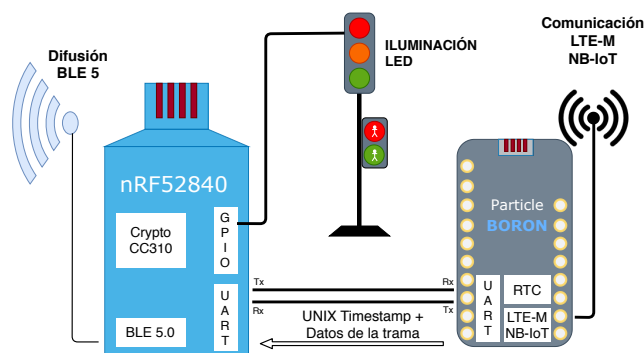 Difusión
BLE 5
ILUMINACIÓN
LED
Comunicación
LTE-M
NB-IoT
nRF52840
Crypto
CC310
G
P
I
O
U
A
R
T
BLE 5.0
Tx
Rx
Rx
Tx
UNIX Timestamp +
Datos de la trama
Particle
BORON
U
A
R
T
RTC
LTE-M
NB-IoT